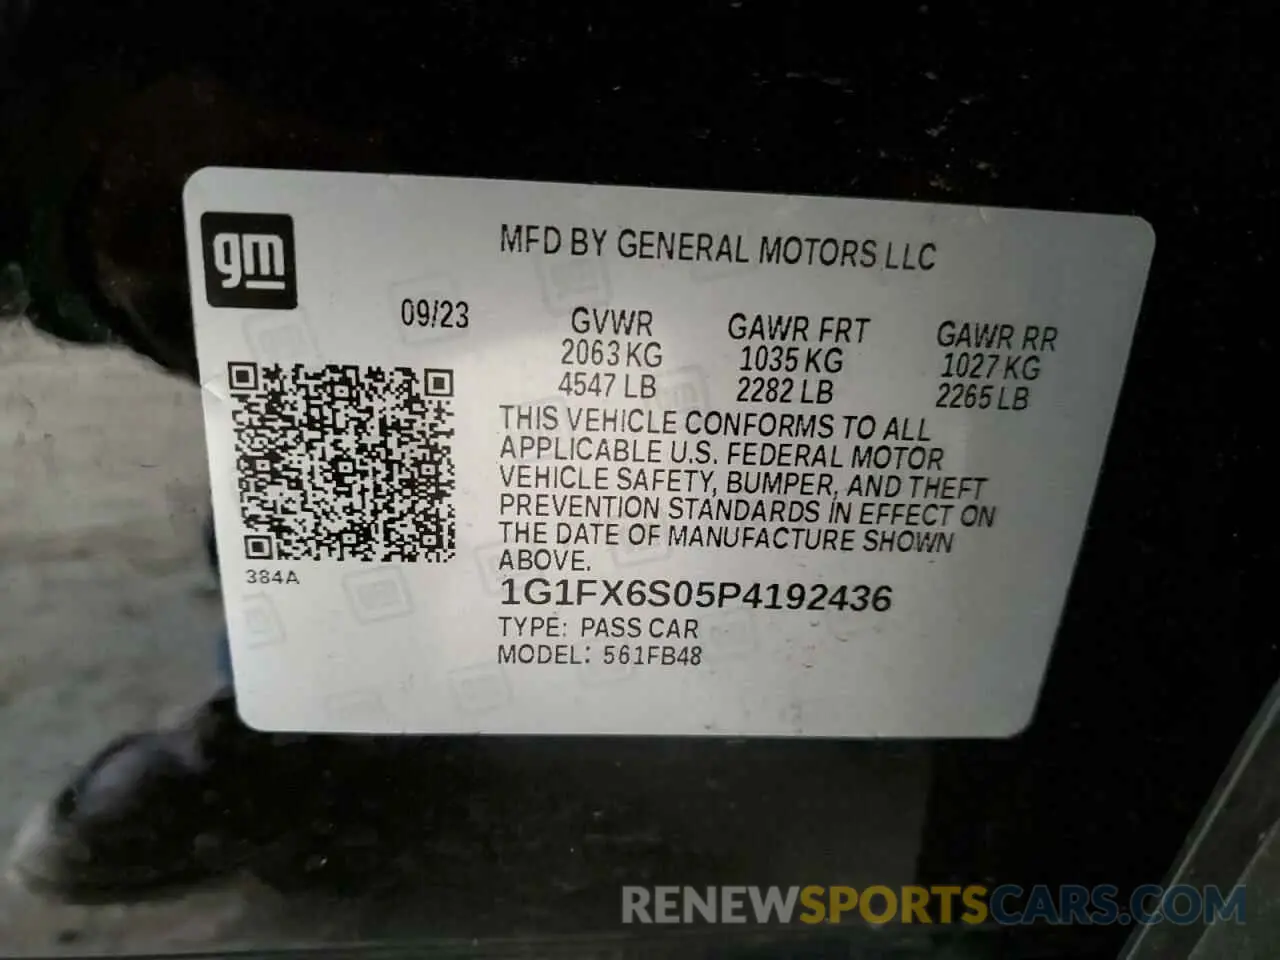 gm
MFD BY GENERAL MOTORS LLC
09/23
GVWR GAWR FRT GAWR RR
2063 KG 1035 KG 1027 KG
4547 LB 2282 LB 2265 LB
THIS VEHICLE CONFORMS TO ALL
APPLICABLE U.S. FEDERAL MOTOR
VEHICLE SAFETY, BUMPER, AND THEFT
PREVENTION STANDARDS IN EFFECT ON
THE DATE OF MANUFACTURE SHOWN
ABOVE.
384A
1G1FX6S05P4192436
TYPE: PASS CAR
MODEL: 561FB48
RENEWSPORTSCARS.COM